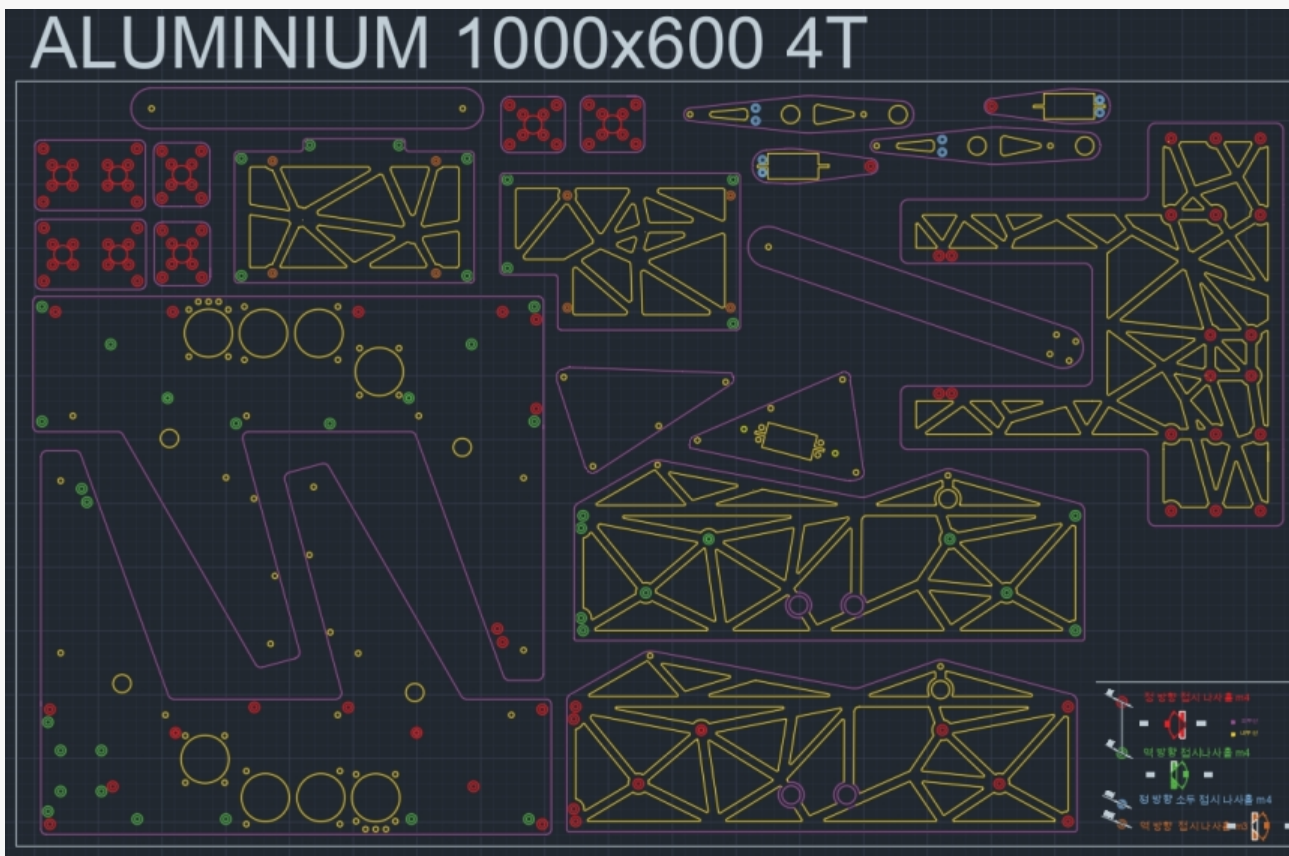 ALUMINIUM 1000x600 4T
정 방향 접시 나사홀 m4
역 방향 접시나사홀 m4
정 방향 소두 접시 나사홀 m4
역 방향 접시 나사홀 m3